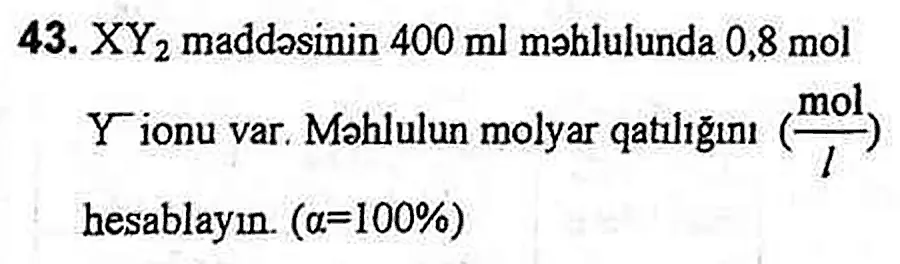 43. XY₂ maddəsinin 400 ml məhlulunda 0,8 mol
Y⁻ ionu var. Məhlulun molyar qatılığını (mol/l)
hesablayın. (α=100%)